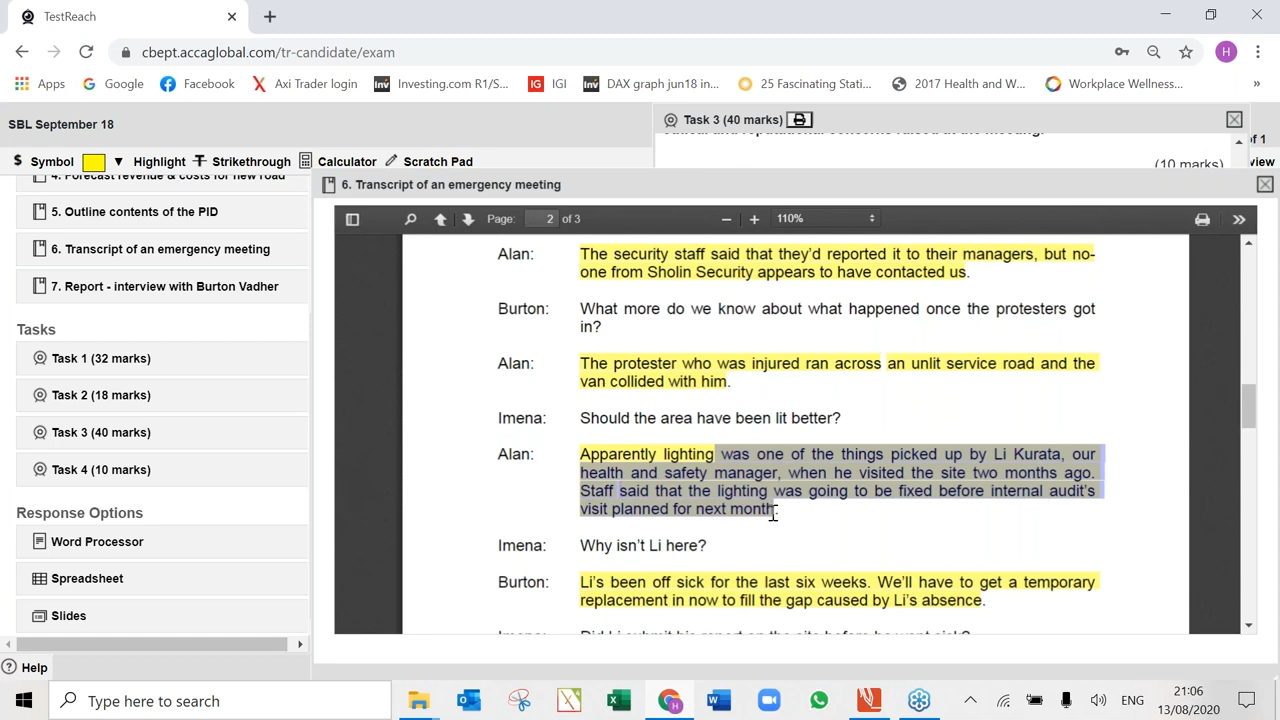 TestReach
cbept.accaglobal.com/tr-candidate/exam
H
Apps
Google
Facebook
Axi Trader login
Investing.com R1/S...
IGI
DAX graph jun18 in...
25 Fascinating Stati...
2017 Health and W...
Workplace Wellness...
»
SBL September 18
Task 3 (40 marks)
of 1
(10 marks)
$ Symbol
Highlight
Strikethrough
Calculator
Scratch Pad
view
4. Forecast revenue & costs for new road
5. Outline contents of the PID
6. Transcript of an emergency meeting
7. Report - interview with Burton Vadher
Tasks
Task 1 (32 marks)
Task 2 (18 marks)
Task 3 (40 marks)
Task 4 (10 marks)
Response Options
Word Processor
Spreadsheet
Slides
Help
6. Transcript of an emergency meeting
Page: 2 of 3
110%
Alan: The security staff said that they'd reported it to their managers, but no-
one from Sholin Security appears to have contacted us.
Burton: What more do we know about what happened once the protesters got
in?
Alan: The protester who was injured ran across an unlit service road and the
van collided with him.
Imena: Should the area have been lit better?
Alan: Apparently lighting was one of the things picked up by Li Kurata, our
health and safety manager, when he visited the site two months ago.
Staff said that the lighting was going to be fixed before internal audit's
visit planned for next month.
Imena: Why isn't Li here?
Burton: Li's been off sick for the last six weeks. We'll have to get a temporary
replacement in now to fill the gap caused by Li's absence.
Type here to search
ENG
21:06
13/08/2020